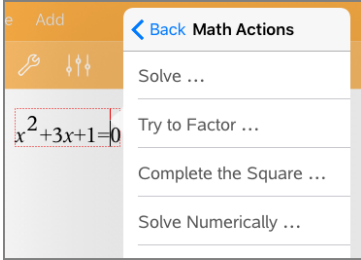 e Add
Back Math Actions
Solve ...
x²+3x+1=0
Try to Factor ...
Complete the Square ...
Solve Numerically ...